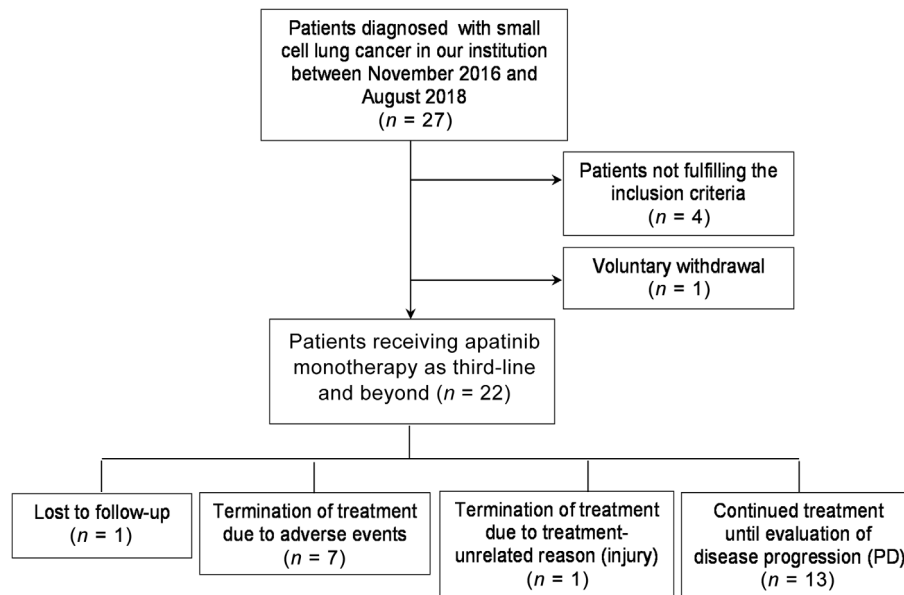 Patients diagnosed with small
cell lung cancer in our institution
between November 2016 and
August 2018
(n = 27)
Patients not fulfilling the
inclusion criteria
(n = 4)
Voluntary withdrawal
(n = 1)
Patients receiving apatinib
monotherapy as third-line
and beyond (n = 22)
Lost to follow-up
(n = 1)
Termination of treatment
due to adverse events
(n = 7)
Termination of treatment
due to treatment-
unrelated reason (injury)
(n = 1)
Continued treatment
until evaluation of
disease progression (PD)
(n = 13)